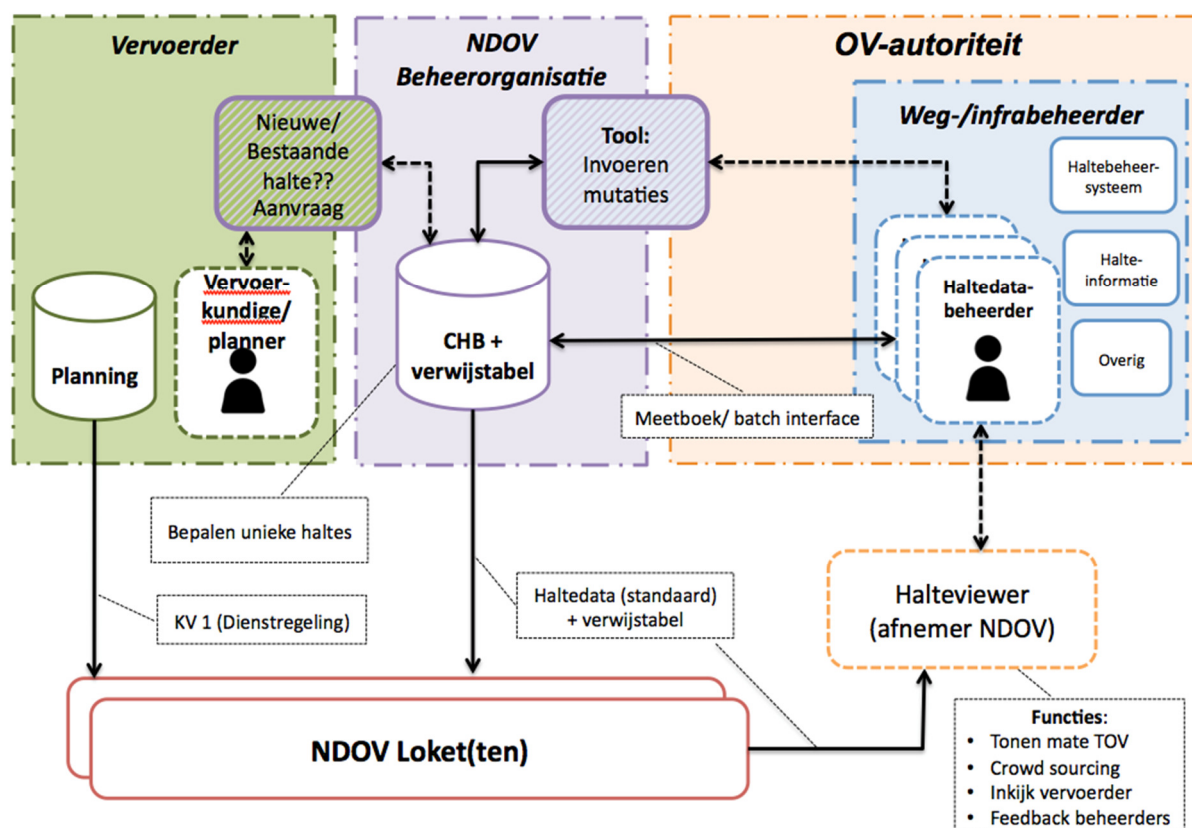 Vervoerder
NDOV
Beheerorganisatie
OV-autoriteit
Nieuwe/
Bestaande
halte??
Aanvraag
Tool:
Invoeren
mutaties
Weg-/infrabeheerder
Haltebeheer-
systeem
Halte-
informatie
Overig
Haltedata-
beheerder
Planning
Vervoer-
kundige/
planner
CHB +
verwijstabel
Meetboek/ batch interface
Bepalen unieke haltes
KV 1 (Dienstregeling)
Haltedata (standaard)
+ verwijstabel
Halteviewer
(afnemer NDOV)
NDOV Loket(ten)
Functies:
• Tonen mate TOV
• Crowd sourcing
• Inkijk vervoerder
• Feedback beheerders